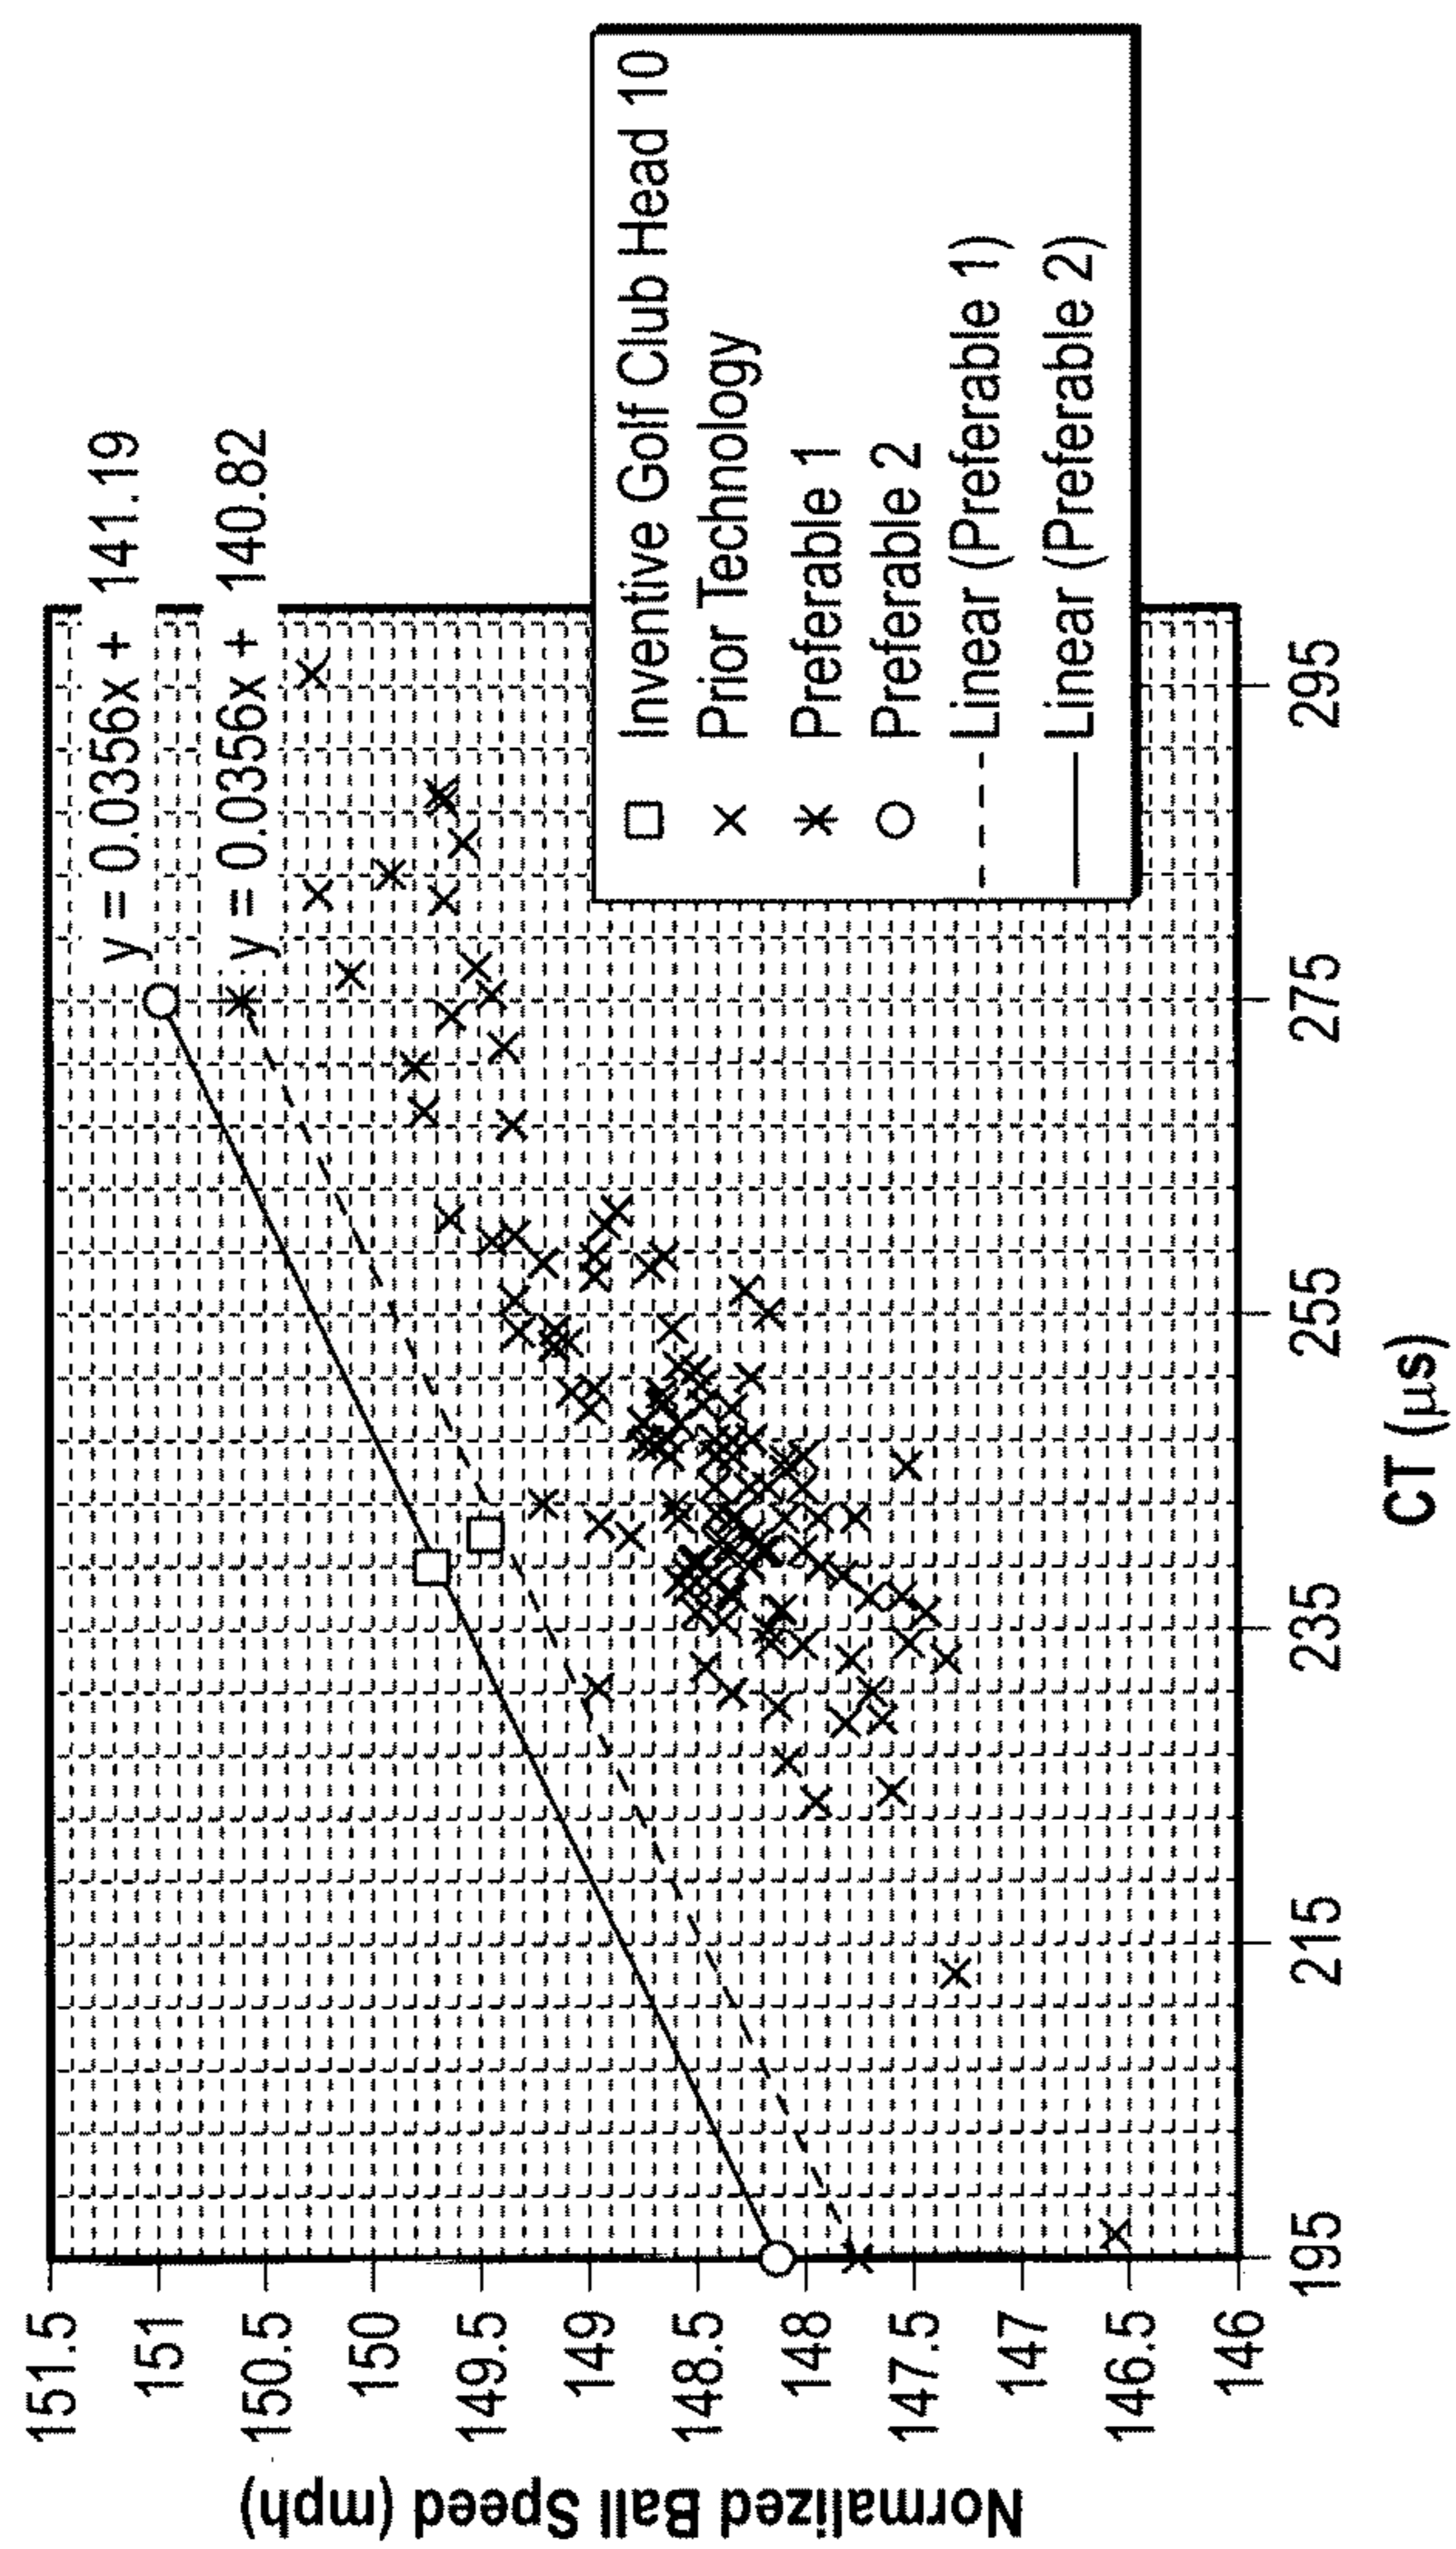 y = 0.0356x + 141.19
y = 0.0356x + 140.82
151.5
151
150.5
150
149.5
149
148.5
148
147.5
147
146.5
146
Normalized Ball Speed (mph)
195
215
235
255
275
295
CT (μs)
Inventive Golf Club Head 10
Prior Technology
Preferable 1
Preferable 2
Linear (Preferable 1)
Linear (Preferable 2)